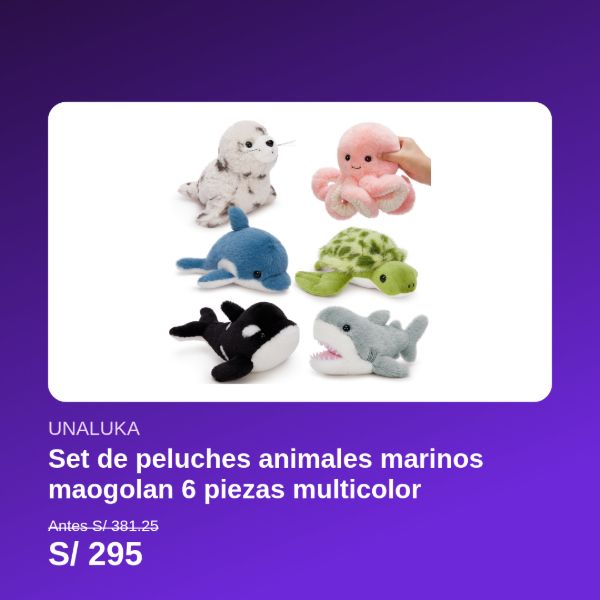 UNALUKA
Set de peluches animales marinos
maogolan 6 piezas multicolor
Antes S/ 381.25
S/ 295